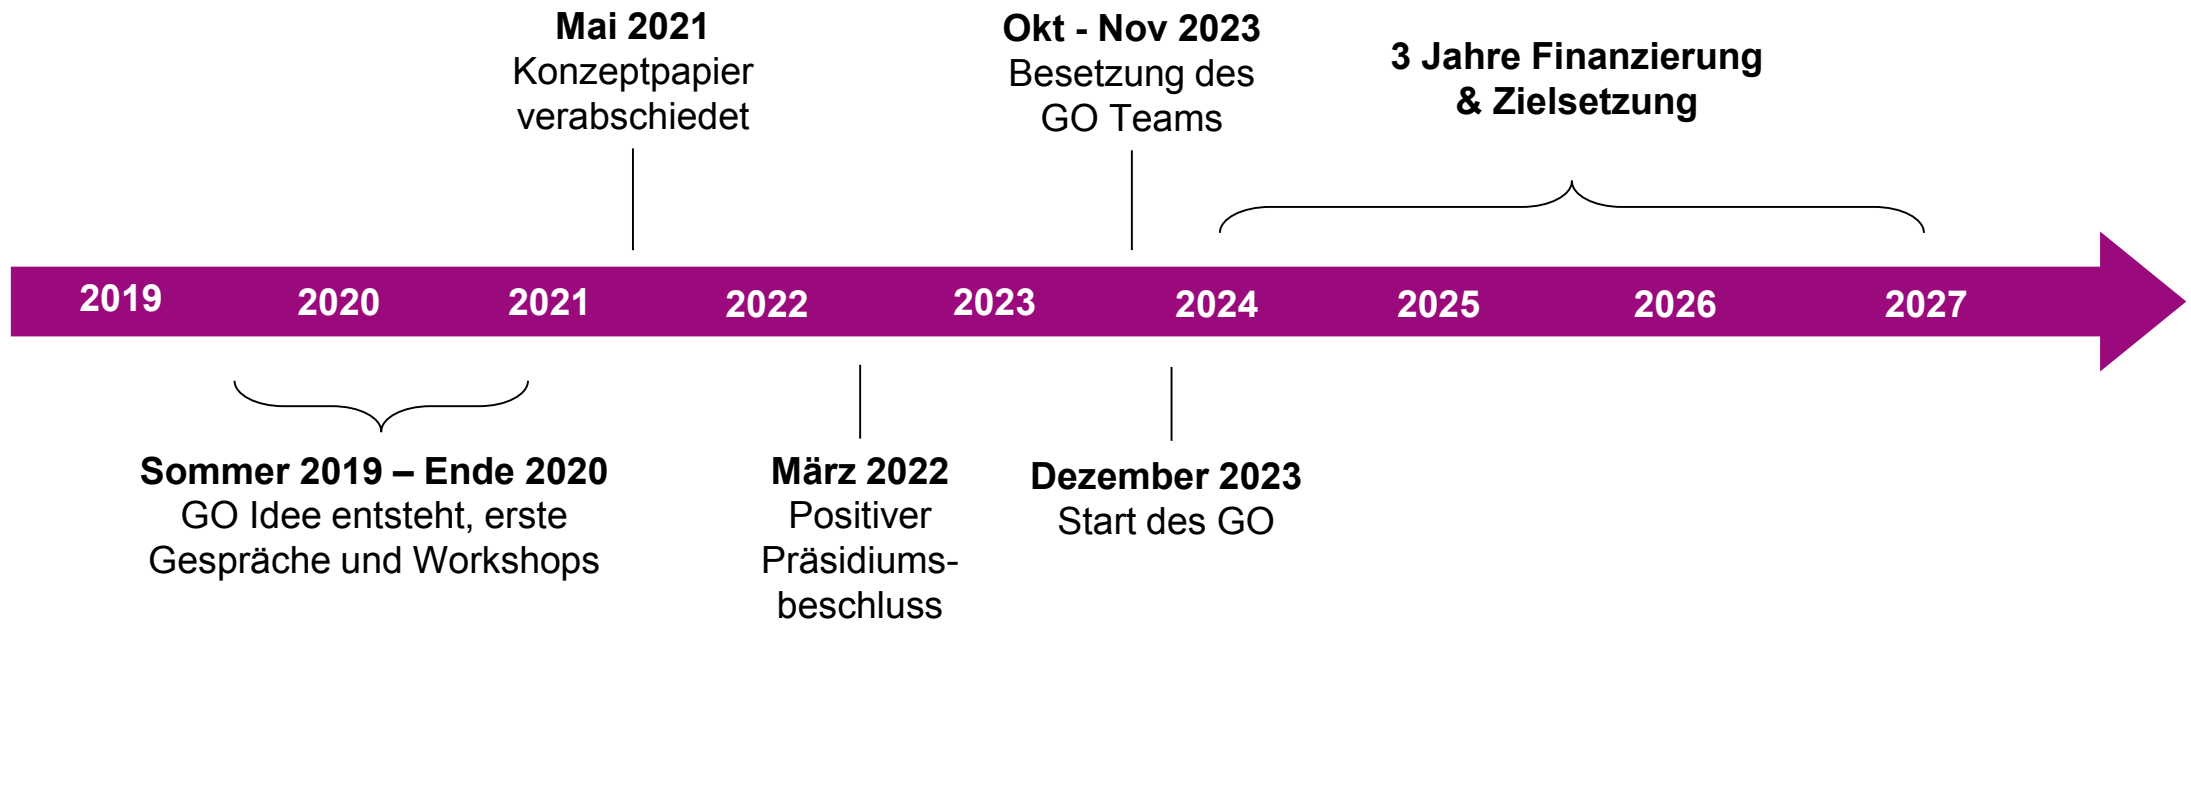 Mai 2021
Konzeptpapier
verabschiedet
Okt - Nov 2023
Besetzung des
GO Teams
3 Jahre Finanzierung
& Zielsetzung
2019
2020
2021
2022
2023
2024
2025
2026
2027
Sommer 2019 – Ende 2020
GO Idee entsteht, erste
Gespräche und Workshops
März 2022
Positiver
Präsidiums-
beschluss
Dezember 2023
Start des GO